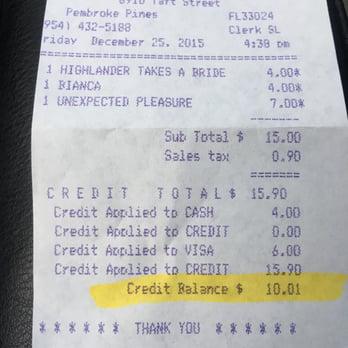 8910 Taft Street
Pembroke Pines FL33024
(954) 432-5188 Clerk SL
Friday December 25, 2015 4:38 pm
1 HIGHLANDER TAKES A BRIDE 4.00*
1 BIANCA 4.00*
1 UNEXPECTED PLEASURE 7.00*
Sub Total $ 15.00
Sales tax 0.90
CREDIT TOTAL $ 15.90
Credit Applied to CASH 4.00
Credit Applied to CREDIT 0.00
Credit Applied to VISA 6.00
Credit Applied to CREDIT 15.90
Credit Balance $ 10.01
* * * * * * THANK YOU * * * * * *